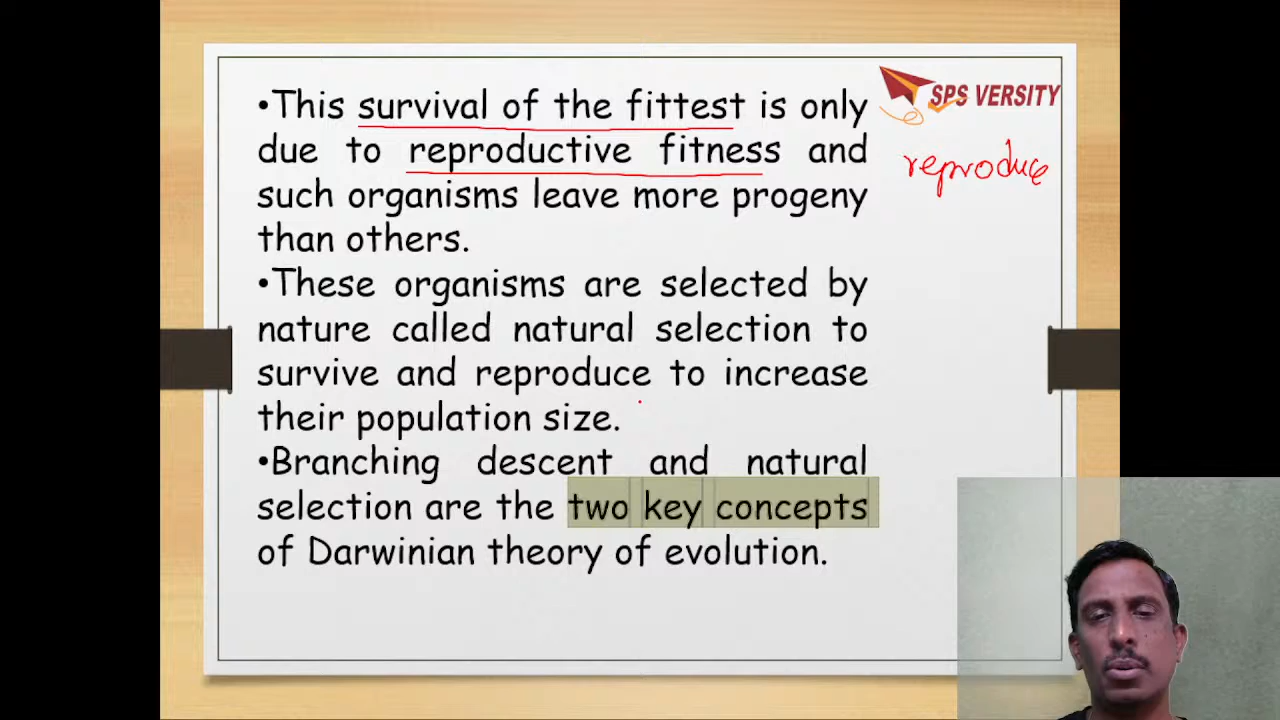 •This survival of the fittest is only
due to reproductive fitness and
such organisms leave more progeny
than others.
•These organisms are selected by
nature called natural selection to
survive and reproduce to increase
their population size.
•Branching descent and natural
selection are the two key concepts
of Darwinian theory of evolution.
SPS VERSITY
reproduce